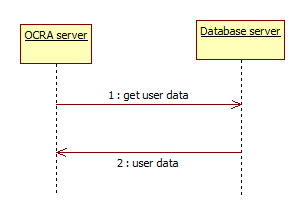 OCRA server
Database server
1 : get user data
2 : user data